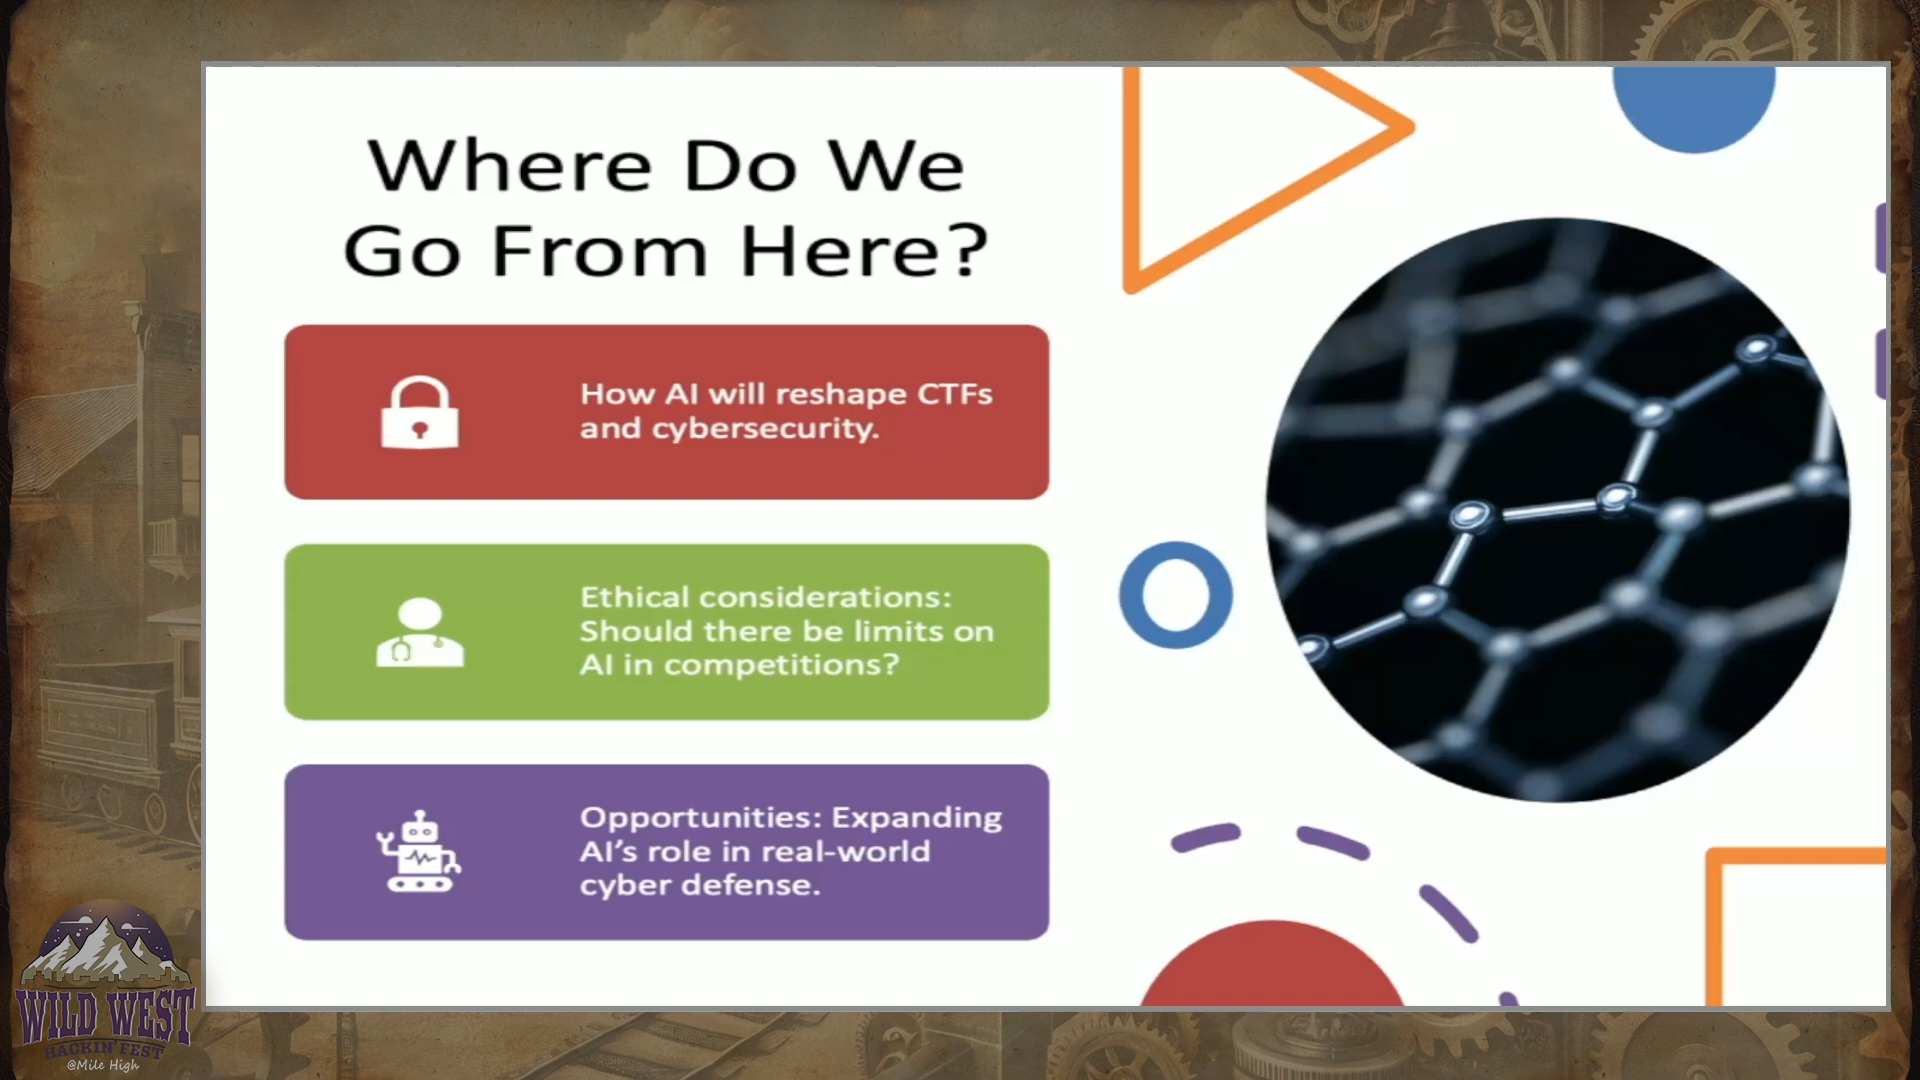 Where Do We
Go From Here?
How AI will reshape CTFs
and cybersecurity.
Ethical considerations:
Should there be limits on
AI in competitions?
Opportunities: Expanding
AI’s role in real-world
cyber defense.
WILD WEST
HACKIN' FEST
@Mile High